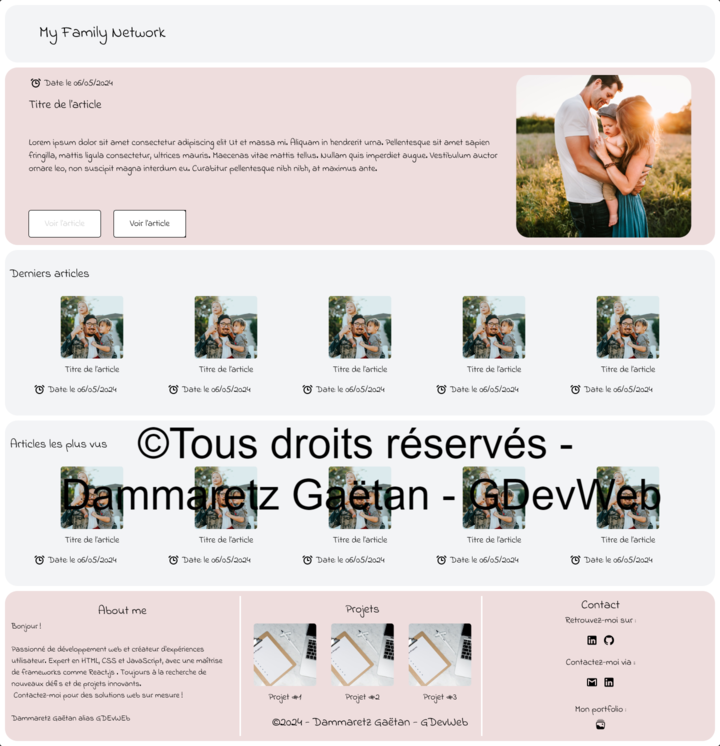 My Family Network
Date: le 06/05/2024
Titre de l'article
Lorem ipsum dolor sit amet consectetur adipiscing elit Ut et massa mi. Aliquam in hendrerit urna. Pellentesque sit amet sapien
fringilla, mattis ligula consectetur, ultrices mauris. Maecenas vitae mattis tellus. Nullam quis imperdiet augue. Vestibulum auctor
ornare leo, non suscipit magna interdum eu. Curabitur pellentesque nibh nibh, at maximus ante.
Voir l'article Voir l'article
Derniers articles
Titre de l'article Titre de l'article Titre de l'article Titre de l'article Titre de l'article
Date: le 06/05/2024 Date: le 06/05/2024 Date: le 06/05/2024 Date: le 06/05/2024 Date: le 06/05/2024
Articles les plus vus
©Tous droits réservés -
Dammaretz Gaëtan - GDevWeb
Titre de l'article Titre de l'article Titre de l'article Titre de l'article Titre de l'article
Date: le 06/05/2024 Date: le 06/05/2024 Date: le 06/05/2024 Date: le 06/05/2024 Date: le 06/05/2024
About me
Bonjour !
Passionné de développement web et créateur d'expériences
utilisateur. Expert en HTML, CSS et JavaScript, avec une maîtrise
de frameworks comme React.js . Toujours à la recherche de
nouveaux défis et de projets innovants.
Contactez-moi pour des solutions web sur mesure !
Dammaretz Gaëtan alias GDEVWEb
Projets
Projet #1 Projet #2 Projet #3
©2024 - Dammaretz Gaëtan - GDevWeb
Contact
Retrouvez-moi sur :
Contactez-moi via :
Mon portfolio :